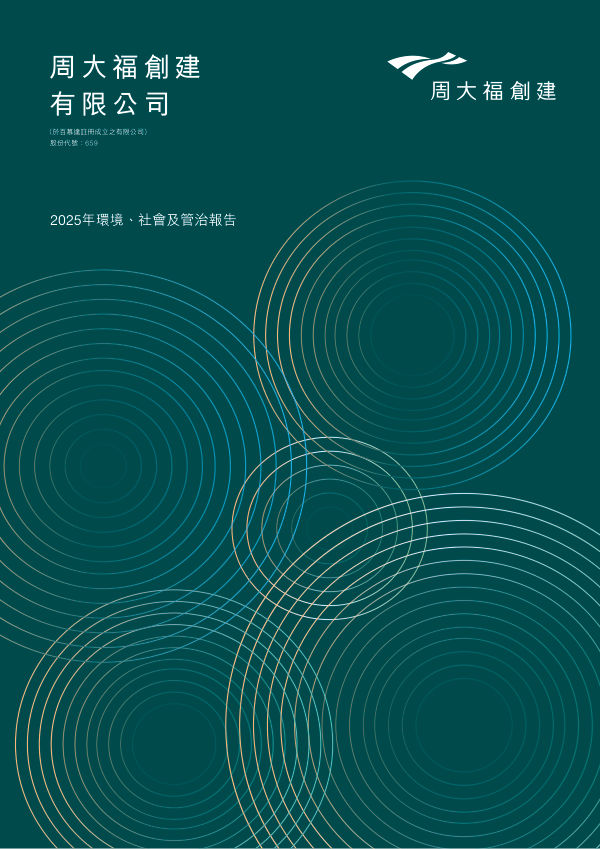 周大福創建
有限公司
(於百慕達註冊成立之有限公司)
股份代號：659
周大福創建
2025年環境、社會及管治報告